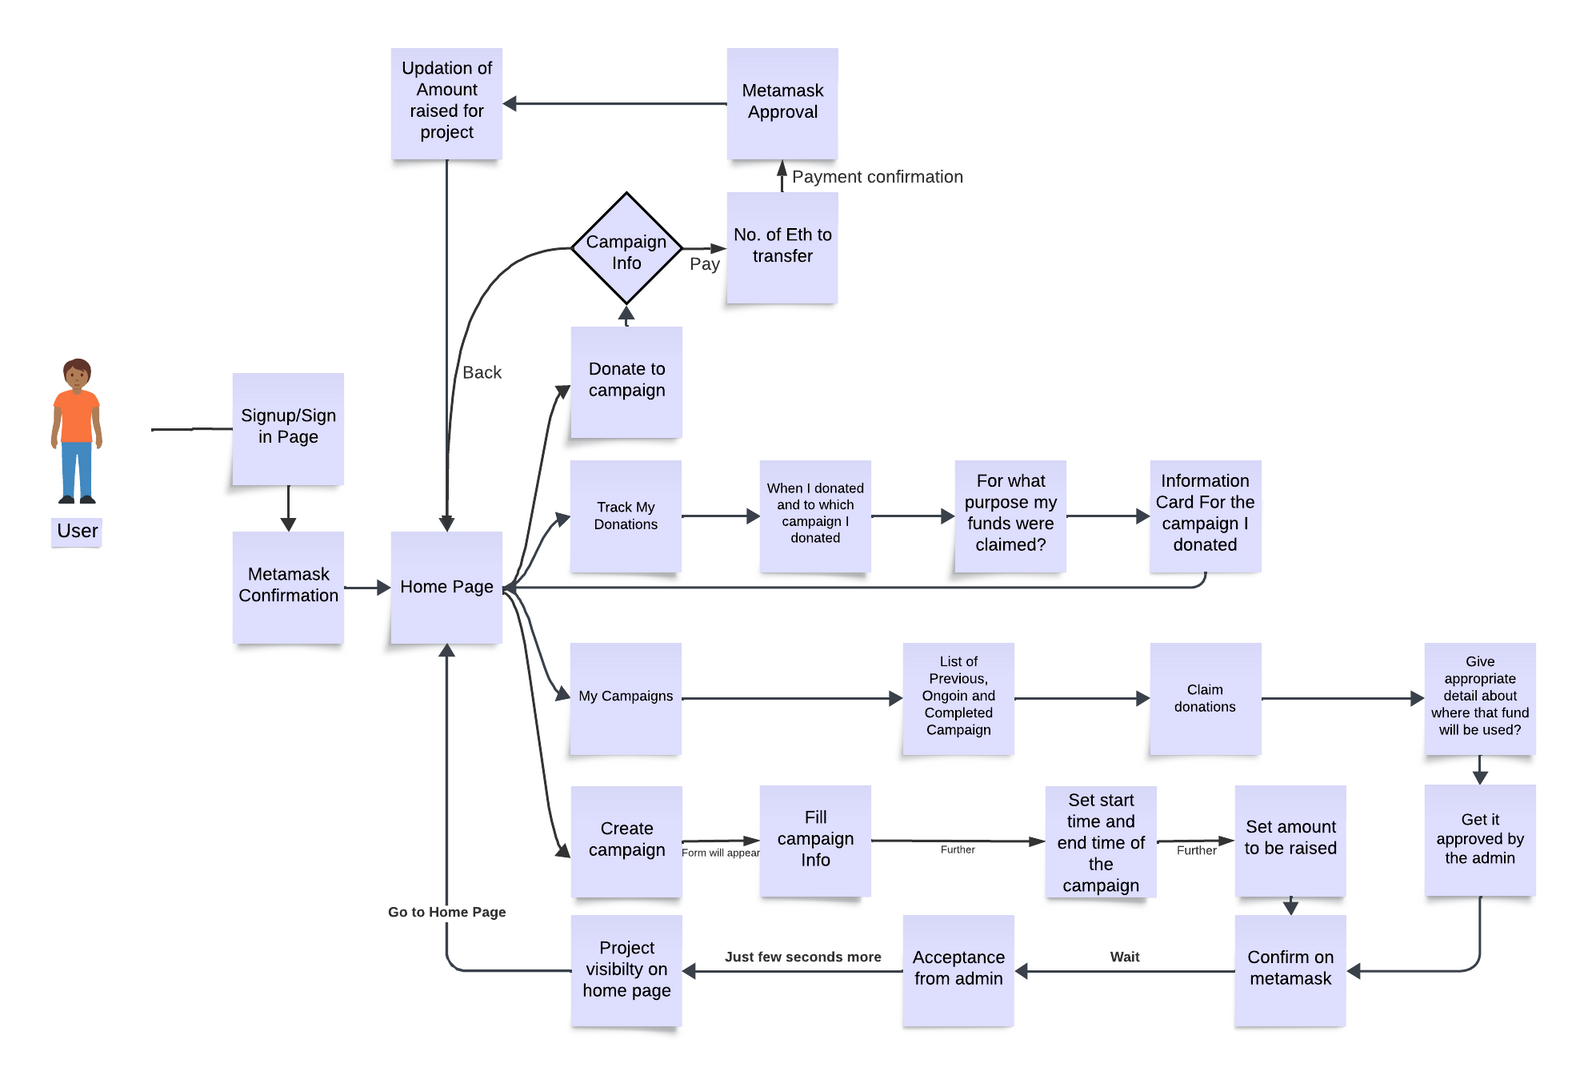 Updation of
Amount
raised for
project
Metamask
Approval
Payment confirmation
Campaign
Info
Pay
No. of Eth to
transfer
Back
Donate to
campaign
User
Signup/Sign
in Page
Metamask
Confirmation
Home Page
Track My
Donations
When I donated
and to which
campaign I
donated
For what
purpose my
funds were
claimed?
Information
Card For the
campaign I
donated
My Campaigns
List of
Previous,
Ongoin and
Completed
Campaign
Claim
donations
Give
appropriate
detail about
where that fund
will be used?
Create
campaign
Form will appear
Fill
campaign
Info
Further
Set start
time and
end time of
the
campaign
Further
Set amount
to be raised
Get it
approved by
the admin
Go to Home Page
Project
visibilty on
home page
Just few seconds more
Acceptance
from admin
Wait
Confirm on
metamask